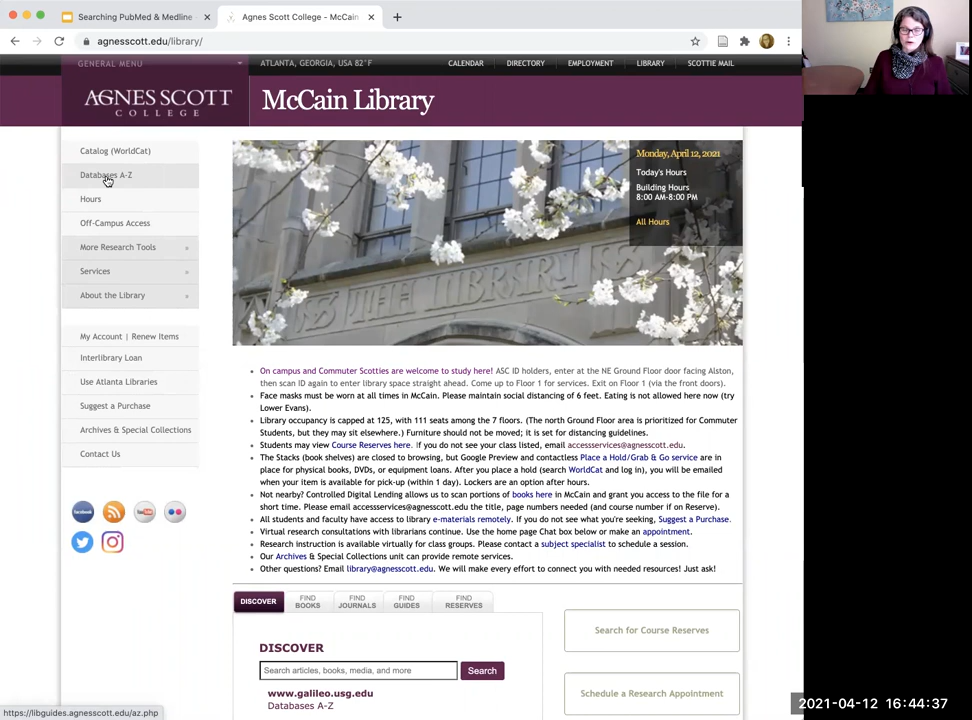 Searching PubMed & Medline
Agnes Scott College - McCain
agnesscott.edu/library/
GENERAL MENU
ATLANTA, GEORGIA, USA 82°F
CALENDAR
DIRECTORY
EMPLOYMENT
LIBRARY
SCOTTIE MAIL
AGNES SCOTT
COLLEGE
McCain Library
Catalog (WorldCat)
Databases A-Z
Hours
Off-Campus Access
More Research Tools »
Services »
About the Library »
My Account | Renew Items
Interlibrary Loan
Use Atlanta Libraries
Suggest a Purchase
Archives & Special Collections
Contact Us
facebook
You Tube
THE LIBRARY
Monday, April 12, 2021
Today's Hours
Building Hours
8:00 AM-8:00 PM
All Hours
On campus and Commuter Scotties are welcome to study here! ASC ID holders, enter at the NE Ground Floor door facing Alston,
then scan ID again to enter library space straight ahead. Come up to Floor 1 for services. Exit on Floor 1 (via the front doors).
Face masks must be worn at all times in McCain. Please maintain social distancing of 6 feet. Eating is not allowed here now (try
Lower Evans).
Library occupancy is capped at 125, with 111 seats among the 7 floors. (The north Ground Floor area is prioritized for Commuter
Students, but they may sit elsewhere.) Furniture should not be moved; it is set for distancing guidelines.
Students may view Course Reserves here. If you do not see your class listed, email accessservices@agnesscott.edu.
The Stacks (book shelves) are closed to browsing, but Google Preview and contactless Place a Hold/Grab & Go service are in
place for physical books, DVDs, or equipment loans. After you place a hold (search WorldCat and log in), you will be emailed
when your item is available for pick-up (within 1 day). Lockers are an option after hours.
Not nearby? Controlled Digital Lending allows us to scan portions of books here in McCain and grant you access to the file for a
short time. Please email accessservices@agnesscott.edu the title, page numbers needed (and course number if on Reserve).
All students and faculty have access to library e-materials remotely. If you do not see what you're seeking, Suggest a Purchase.
Virtual research consultations with librarians continue. Use the home page Chat box below or make an appointment.
Research instruction is available virtually for class groups. Please contact a subject specialist to schedule a session.
Our Archives & Special Collections unit can provide remote services.
Other questions? Email library@agnesscott.edu. We will make every effort to connect you with needed resources! Just ask!
DISCOVER
FIND BOOKS
FIND JOURNALS
FIND GUIDES
FIND RESERVES
DISCOVER
Search articles, books, media, and more
Search
www.galileo.usg.edu
Databases A-Z
Search for Course Reserves
Schedule a Research Appointment
https://libguides.agnesscott.edu/az.php
2021-04-12 16:44:37